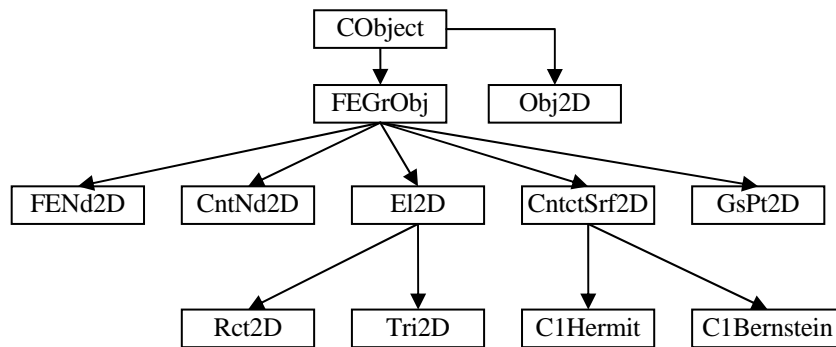 CObject
FEGrObj Obj2D
FENd2D CntNd2D El2D CntctSrf2D GsPt2D
Rct2D Tri2D C1Hermit C1Bernstein